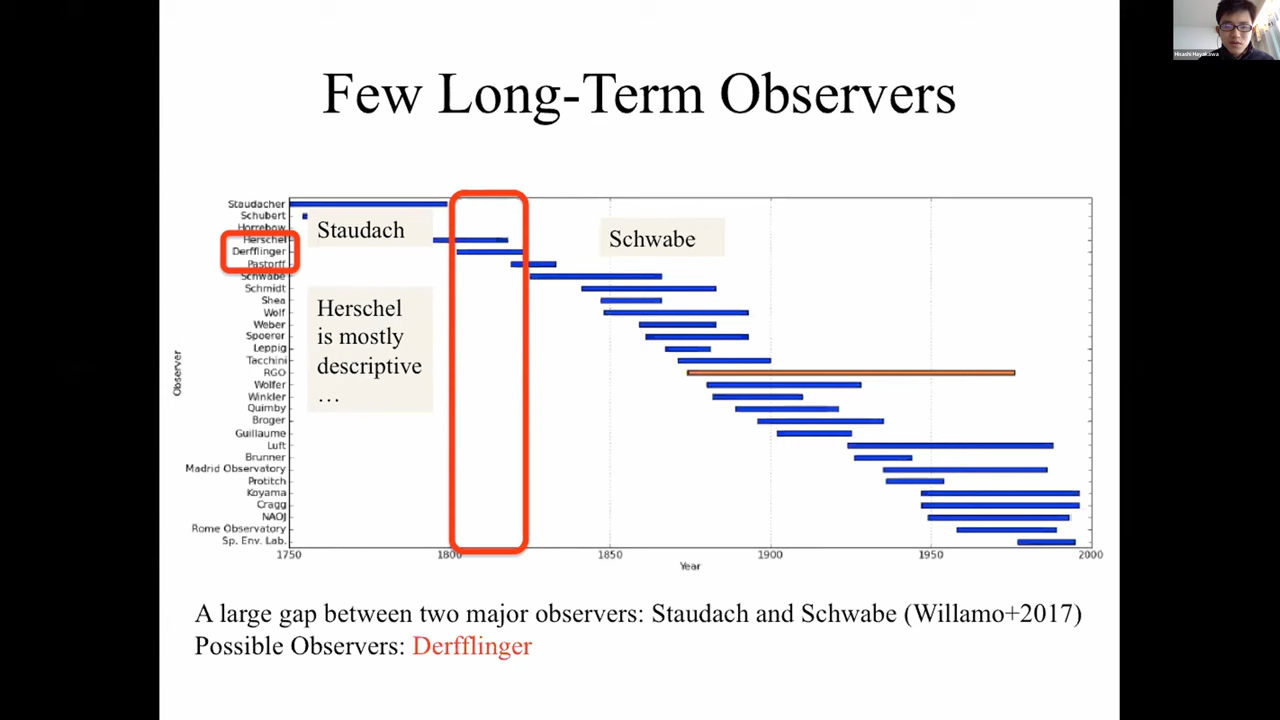 Hisashi Hayakawa
Few Long-Term Observers
Staudacher
Schubert
Horrebow
Herschel
Derfflinger
Pastorff
Schwabe
Schmidt
Shea
Wolf
Weber
Spoerer
Leppig
Tacchini
RGO
Wolfer
Winkler
Quimby
Broger
Guillaume
Luft
Brunner
Madrid Observatory
Protitch
Koyama
Cragg
NAOJ
Rome Observatory
Sp. Env. Lab.
Observer
Staudach
Schwabe
Herschel
is mostly
descriptive
…
1750 1800 1850 1900 1950 2000
Year
A large gap between two major observers: Staudach and Schwabe (Willamo+2017)
Possible Observers: Derfflinger